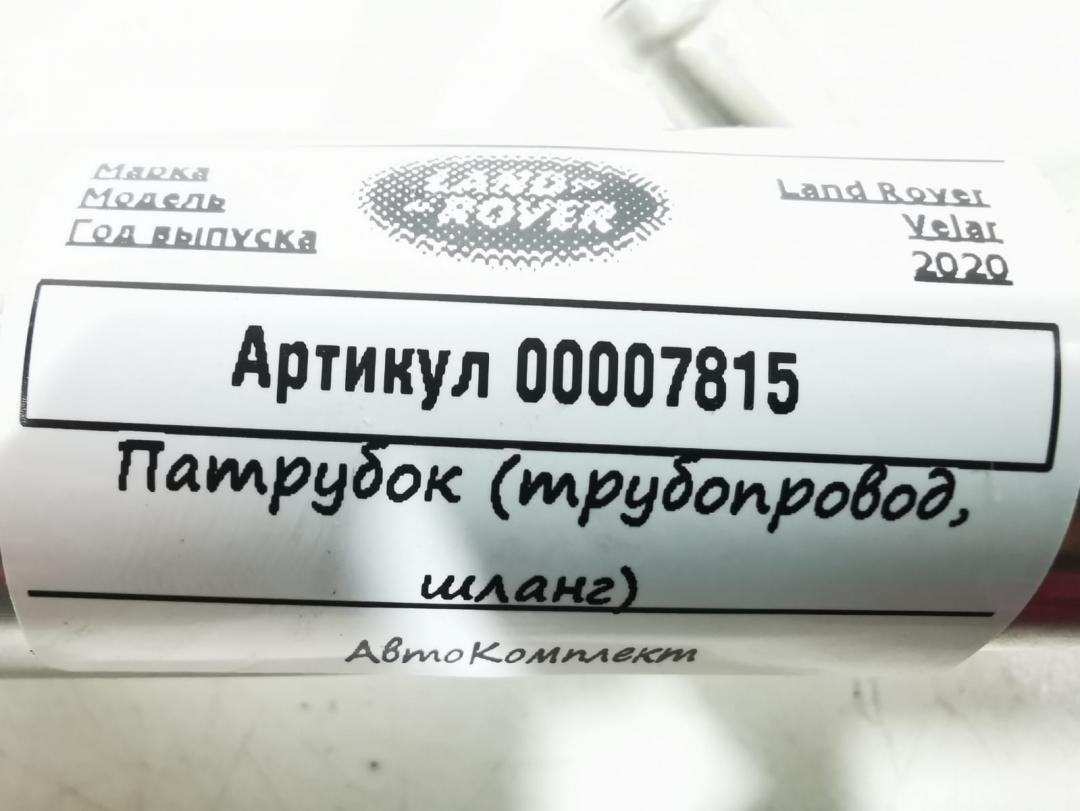 Марка
Модель
Год выпуска
LAND-
-ROVER
Land Rover
Velar
2020
Артикул 00007815
Патрубок (трубопровод,
шланг)
АвтоКомплект